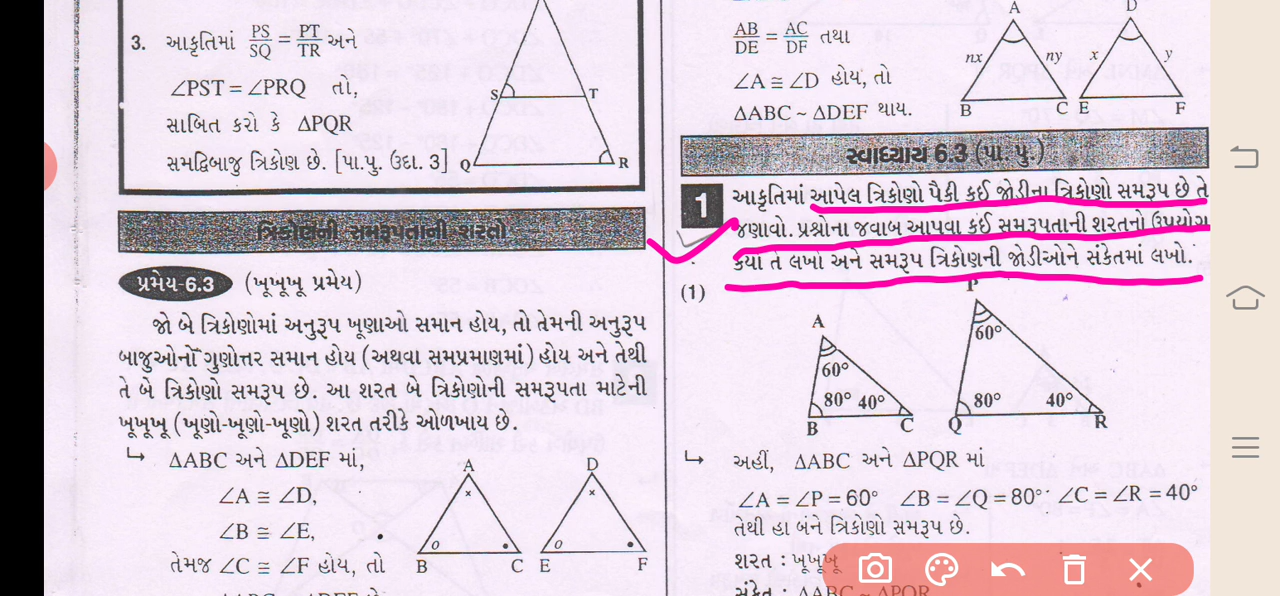 3. આકૃતિમાં PS/SQ = PT/TR અને
∠PST = ∠PRQ તો,
સાબિત કરો કે ΔPQR
સમદ્વિબાજુ ત્રિકોણ છે. [પા.પુ. ઉદા. 3]
S T
Q R
ત્રિકોણની સમરૂપતાની શરતો
પ્રમેય-6.3 (ખૂખૂખૂ પ્રમેય)
જો બે ત્રિકોણોમાં અનુરૂપ ખૂણાઓ સમાન હોય, તો તેમની અનુરૂપ
બાજુઓનો ગુણોત્તર સમાન હોય (અથવા સમપ્રમાણમાં) હોય અને તેથી
તે બે ત્રિકોણો સમરૂપ છે. આ શરત બે ત્રિકોણોની સમરૂપતા માટેની
ખૂખૂખૂ (ખૂણો-ખૂણો-ખૂણો) શરત તરીકે ઓળખાય છે.
↳ ΔABC અને ΔDEF માં,
∠A ≅ ∠D,
∠B ≅ ∠E,
તેમજ ∠C ≅ ∠F હોય, તો
A D
B C E F
AB/DE = AC/DF તથા
∠A ≅ ∠D હોય, તો
ΔABC ~ ΔDEF થાય.
A D
nx ny x y
B C E F
સ્વાધ્યાય 6.3 (પા.પુ.)
1 આકૃતિમાં આપેલ ત્રિકોણો પૈકી કઈ જોડીના ત્રિકોણો સમરૂપ છે તે
જણાવો. પ્રશ્નોના જવાબ આપવા કઈ સમરૂપતાની શરતનો ઉપયોગ
કર્યો તે લખો અને સમરૂપ ત્રિકોણની જોડીઓને સંકેતમાં લખો.
(1)
A P
60° 60°
80° 40° 80° 40°
B C Q R
↳ અહીં, ΔABC અને ΔPQR માં
∠A = ∠P = 60° ∠B = ∠Q = 80° ∠C = ∠R = 40°
તેથી હા બંને ત્રિકોણો સમરૂપ છે.
શરત : ખૂખૂખૂ
સંકેત : ΔABC ~ ΔPQR